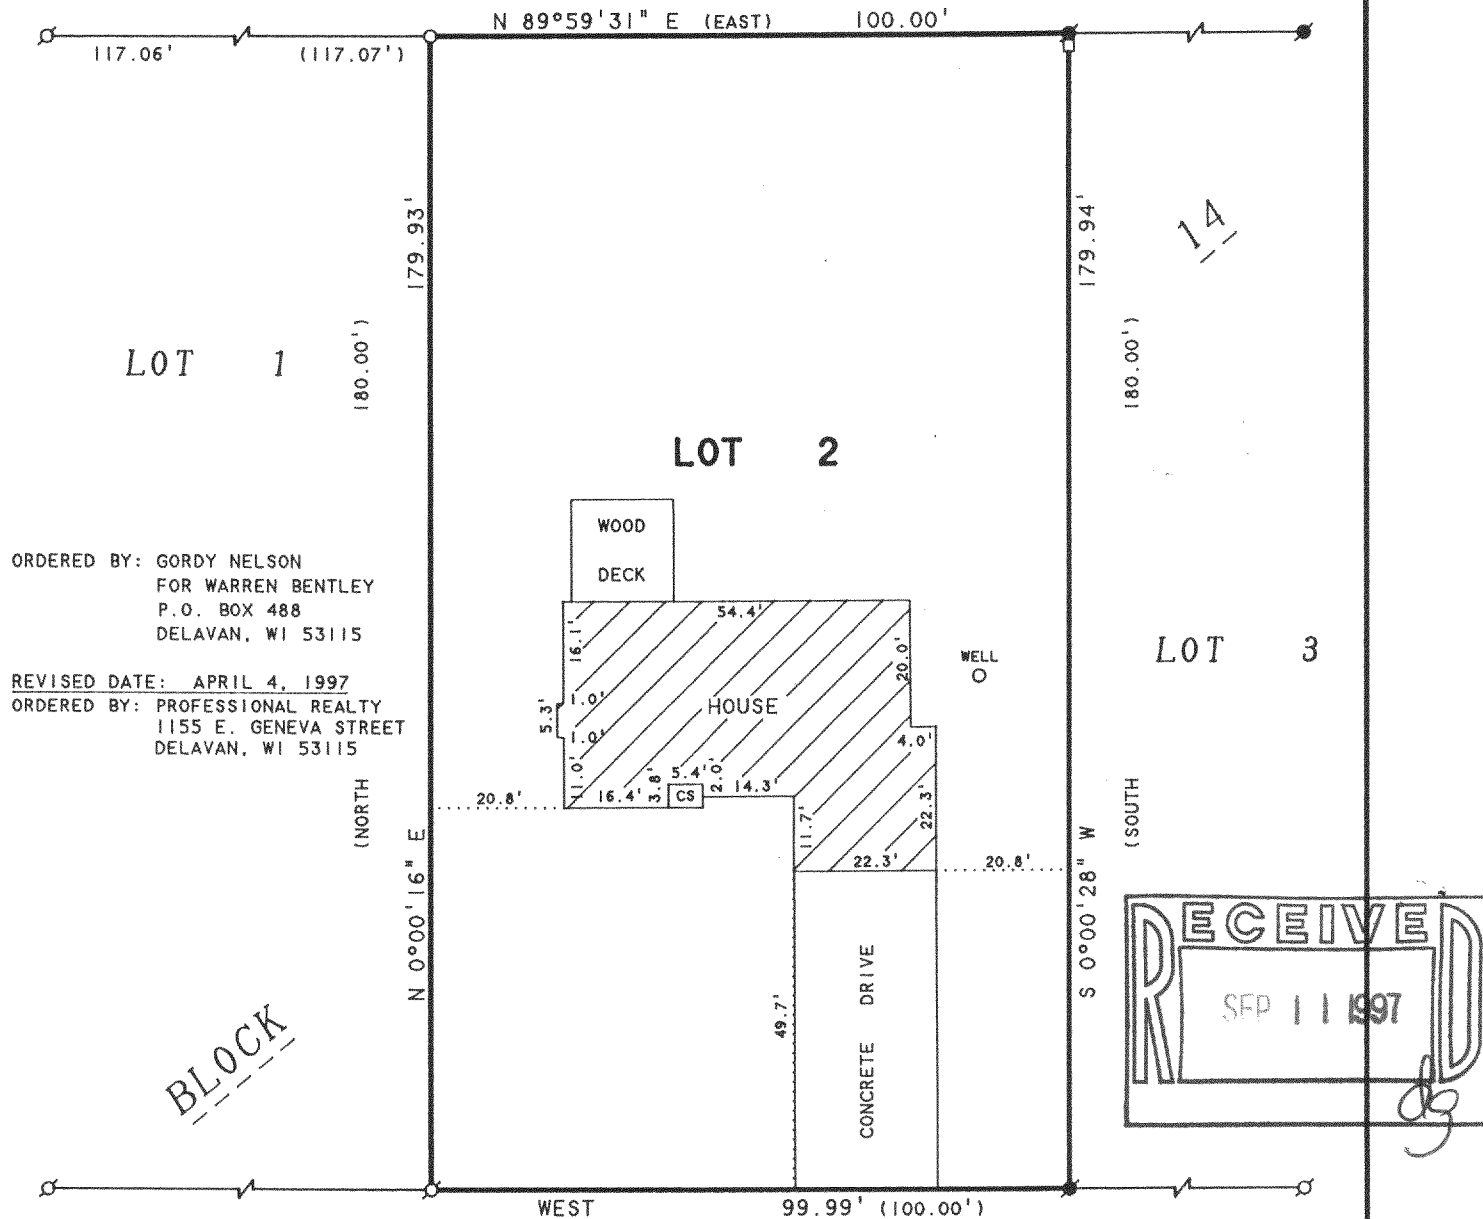 N 89°59'31" E (EAST) 100.00'
117.06' (117.07')
179.93'
179.94'
14
(180.00')
(180.00')
LOT 1
LOT 2
WOOD
DECK
ORDERED BY: GORDY NELSON
FOR WARREN BENTLEY
P.O. BOX 488
DELAVAN, WI 53115
REVISED DATE: APRIL 4, 1997
ORDERED BY: PROFESSIONAL REALTY
1155 E. GENEVA STREET
DELAVAN, WI 53115
54.4'
16.1'
20.0'
WELL
LOT 3
HOUSE
5.3'
1.0'
1.0'
4.0'
11.0'
16.4'
3.8'
5.4'
CS
2.0'
14.3'
11.7'
22.3'
22.3'
20.8'
20.8'
(NORTH
N 0°00'16" E
(SOUTH
S 0°00'28" W
RECEIVED
SEP 11 1997
dg
49.7'
CONCRETE DRIVE
BLOCK
WEST 99.99' (100.00')